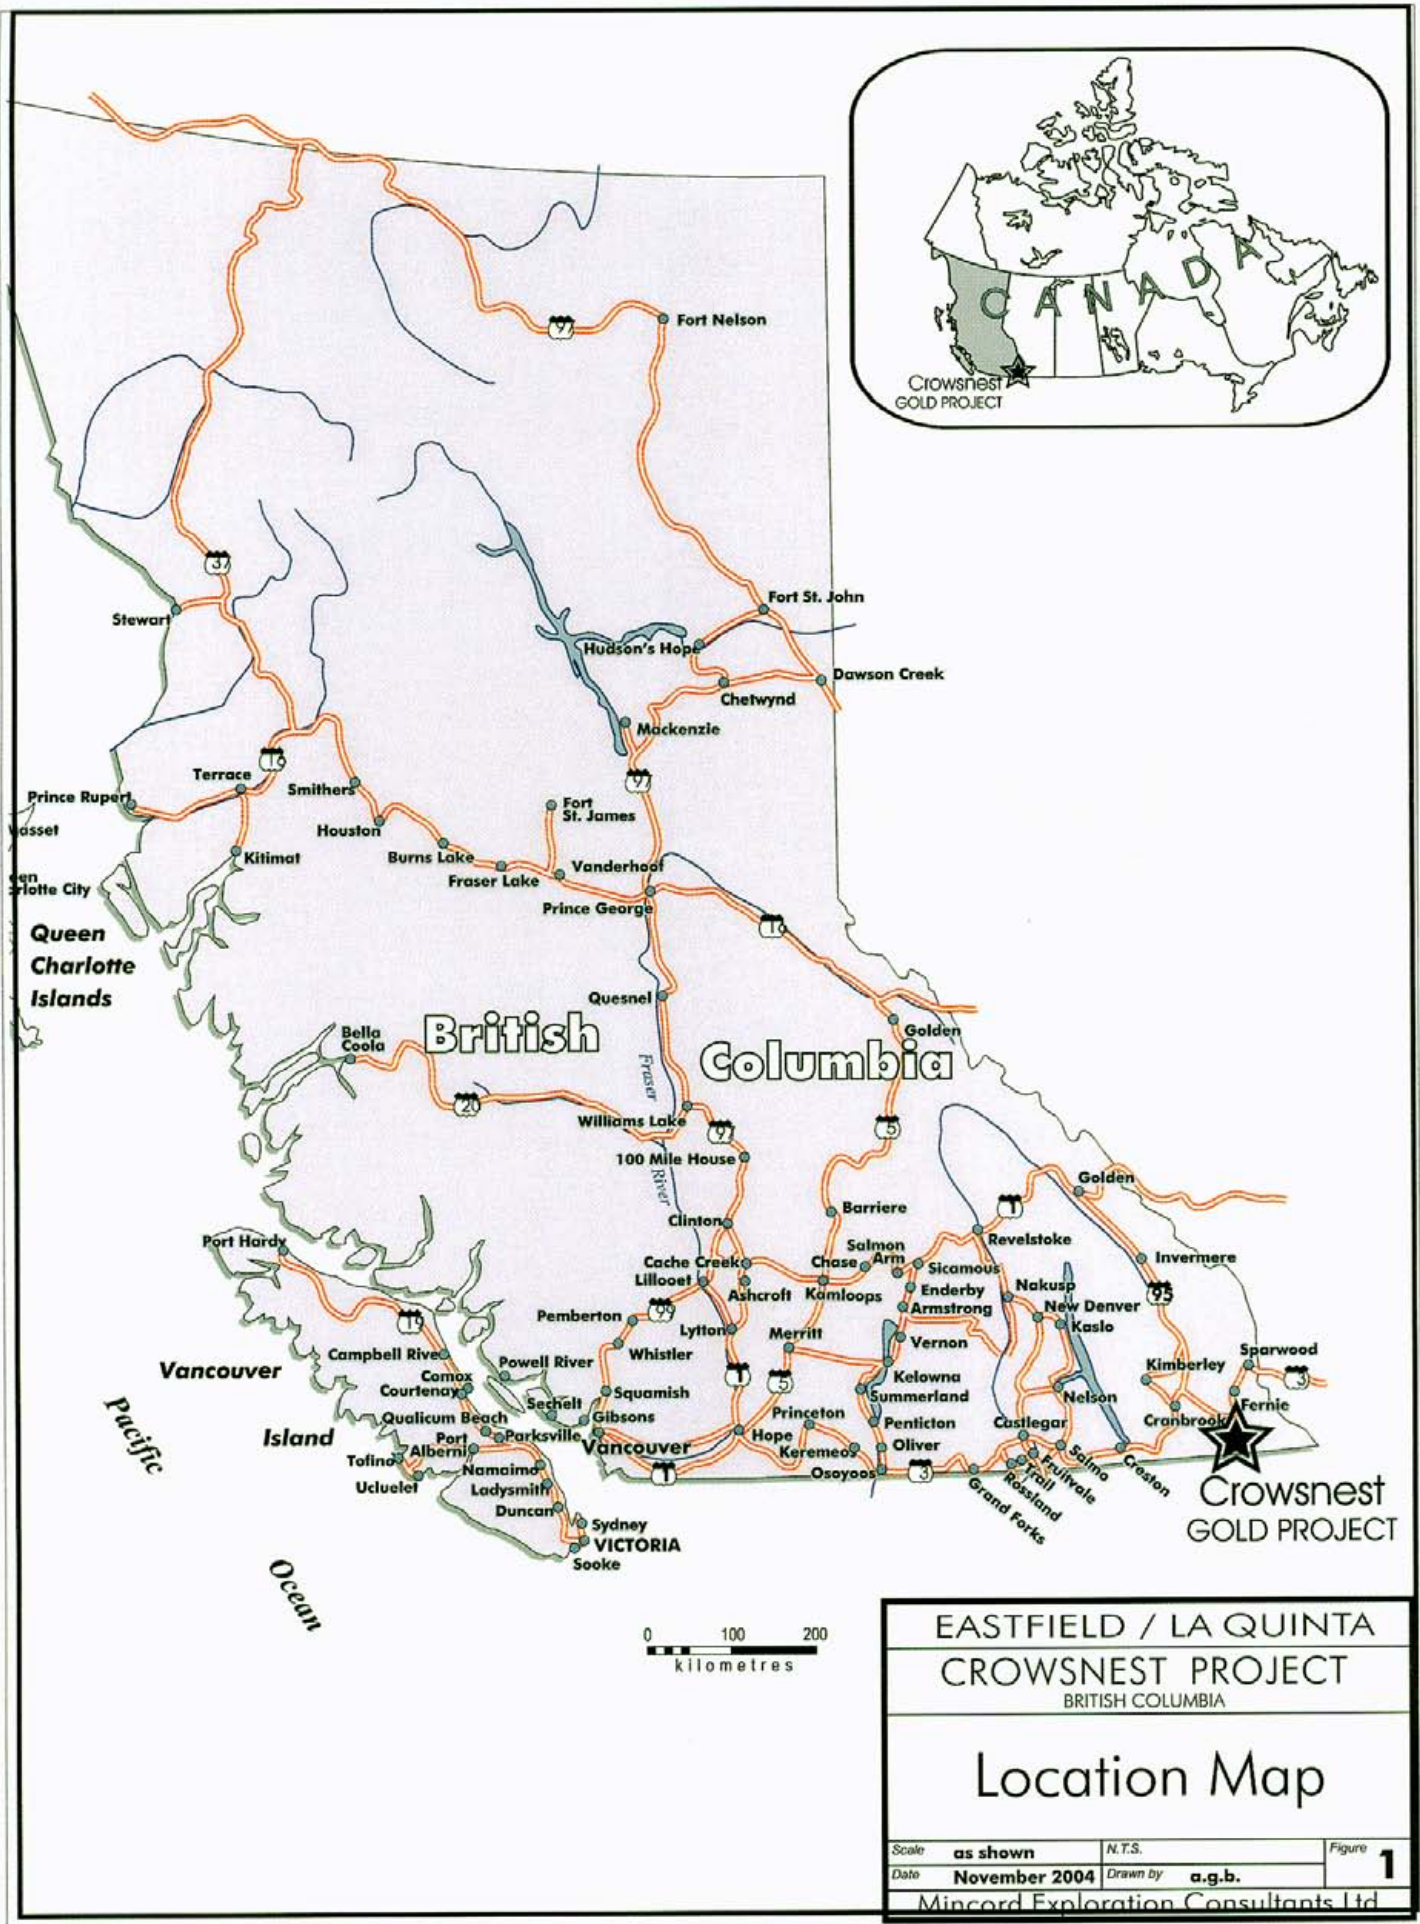 CANADA
Crowsnest
GOLD PROJECT
97
Fort Nelson
37
Stewart
Fort St. John
Hudson's Hope
Dawson Creek
Chetwynd
Mackenzie
16
97
Terrace
Smithers
Prince Rupert
Houston
Fort
St. James
Kitimat
Burns Lake
Fraser Lake
Vanderhoof
Prince George
16
rlotte City
Queen
Charlotte
Islands
Quesnel
Bella
Coola
British
Columbia
Golden
Fraser
River
20
Williams Lake
97
5
100 Mile House
Golden
Barriere
1
Clinton
Port Hardy
Revelstoke
Salmon
Arm
Cache Creek
Chase
Sicamous
Invermere
Lillooet
Ashcroft
Kamloops
Enderby
Nakusp
95
Armstrong
New Denver
Kaslo
Pemberton
99
Lytton
Merritt
Vernon
19
Whistler
Campbell River
Powell River
Sparwood
Vancouver
Island
Comox
Courtenay
Squamish
1
5
Kelowna
Summerland
Kimberley
3
Sechelt
Gibsons
Nelson
Fernie
Qualicum Beach
Princeton
Penticton
Castlegar
Cranbrook
Port
Alberni
Parksville
Vancouver
Hope
Keremeos
Oliver
Tofino
Ucluelet
Namaimo
Ladysmith
Duncan
1
Osoyoos
3
Grand Forks
Rossland
Trail
Fruitvale
Salmo
Creston
Sydney
VICTORIA
Sooke
Pacific
Ocean
Crowsnest
GOLD PROJECT
0 100 200
kilometres
EASTFIELD / LA QUINTA
CROWSNEST PROJECT
BRITISH COLUMBIA
Location Map
Scale as shown N.T.S. Figure 1
Date November 2004 Drawn by a.g.b.
Mincord Exploration Consultants Ltd